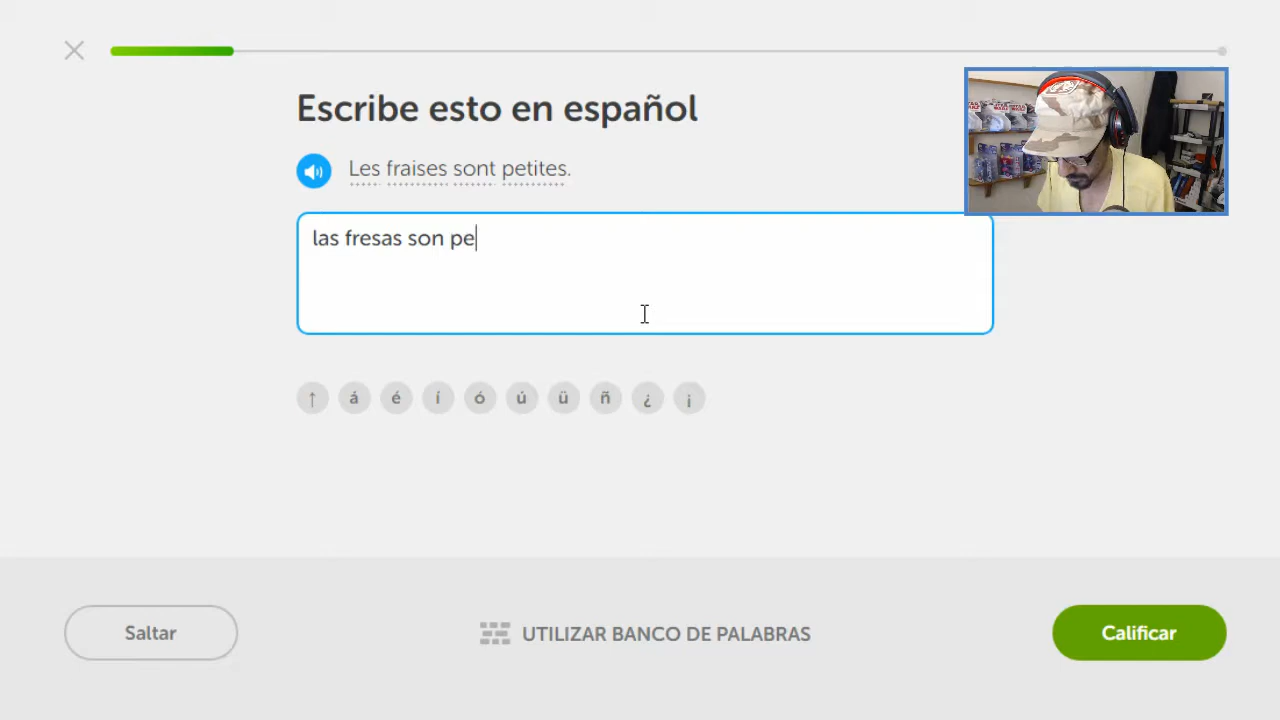 Escribe esto en español
Les fraises sont petites.
las fresas son pe
↑ á é í ó ú ü ñ ¿ ¡
Saltar
UTILIZAR BANCO DE PALABRAS
Calificar